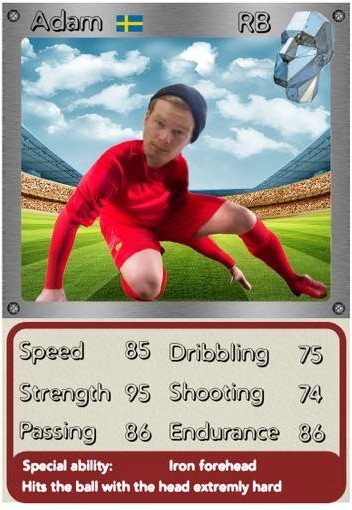 Adam RB
Speed 85 Dribbling 75
Strength 95 Shooting 74
Passing 86 Endurance 86
Special ability: Iron forehead
Hits the ball with the head extremly hard